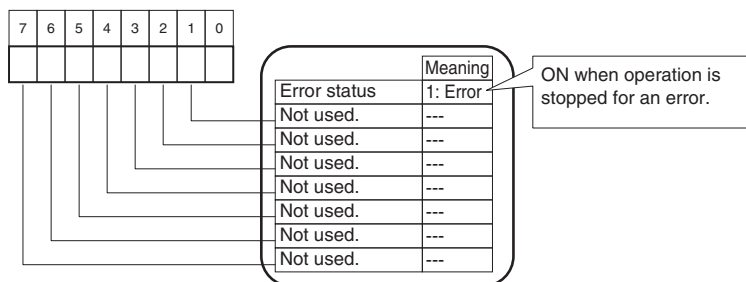 7 6 5 4 3 2 1 0
Meaning
Error status 1: Error
Not used. ---
Not used. ---
Not used. ---
Not used. ---
Not used. ---
Not used. ---
Not used. ---
ON when operation is
stopped for an error.